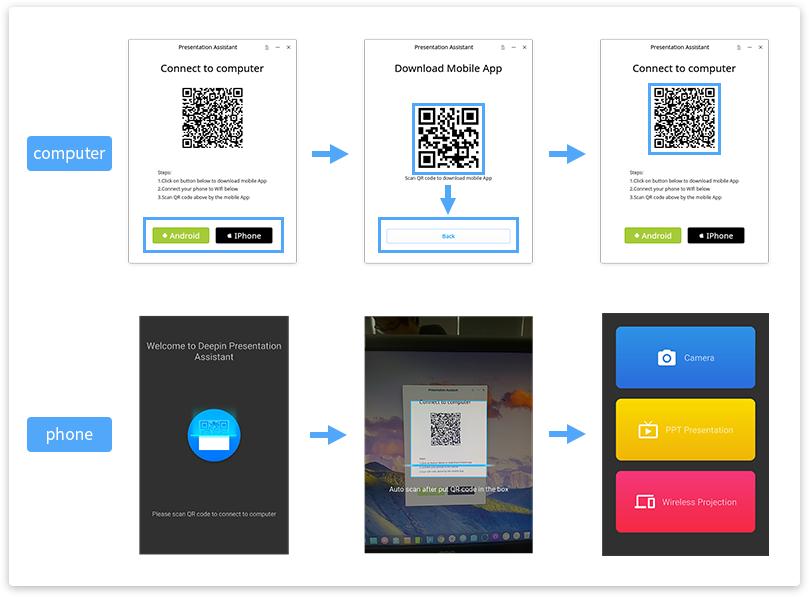 Presentation Assistant
Connect to computer
Steps:
1.Click on button below to download mobile App
2.Connect your phone to Wifi below
3.Scan QR code above by the mobile App
Android
IPhone
Presentation Assistant
Download Mobile App
Scan QR code to download mobile App
Back
Presentation Assistant
Connect to computer
Steps:
1.Click on button below to download mobile App
2.Connect your phone to Wifi below
3.Scan QR code above by the mobile App
Android
IPhone
computer
phone
Welcome to Deepin Presentation
Assistant
Please scan QR code to connect to computer
Presentation Assistant
Connect to computer
Auto scan after put QR code in the box
Camera
PPT Presentation
Wireless Projection